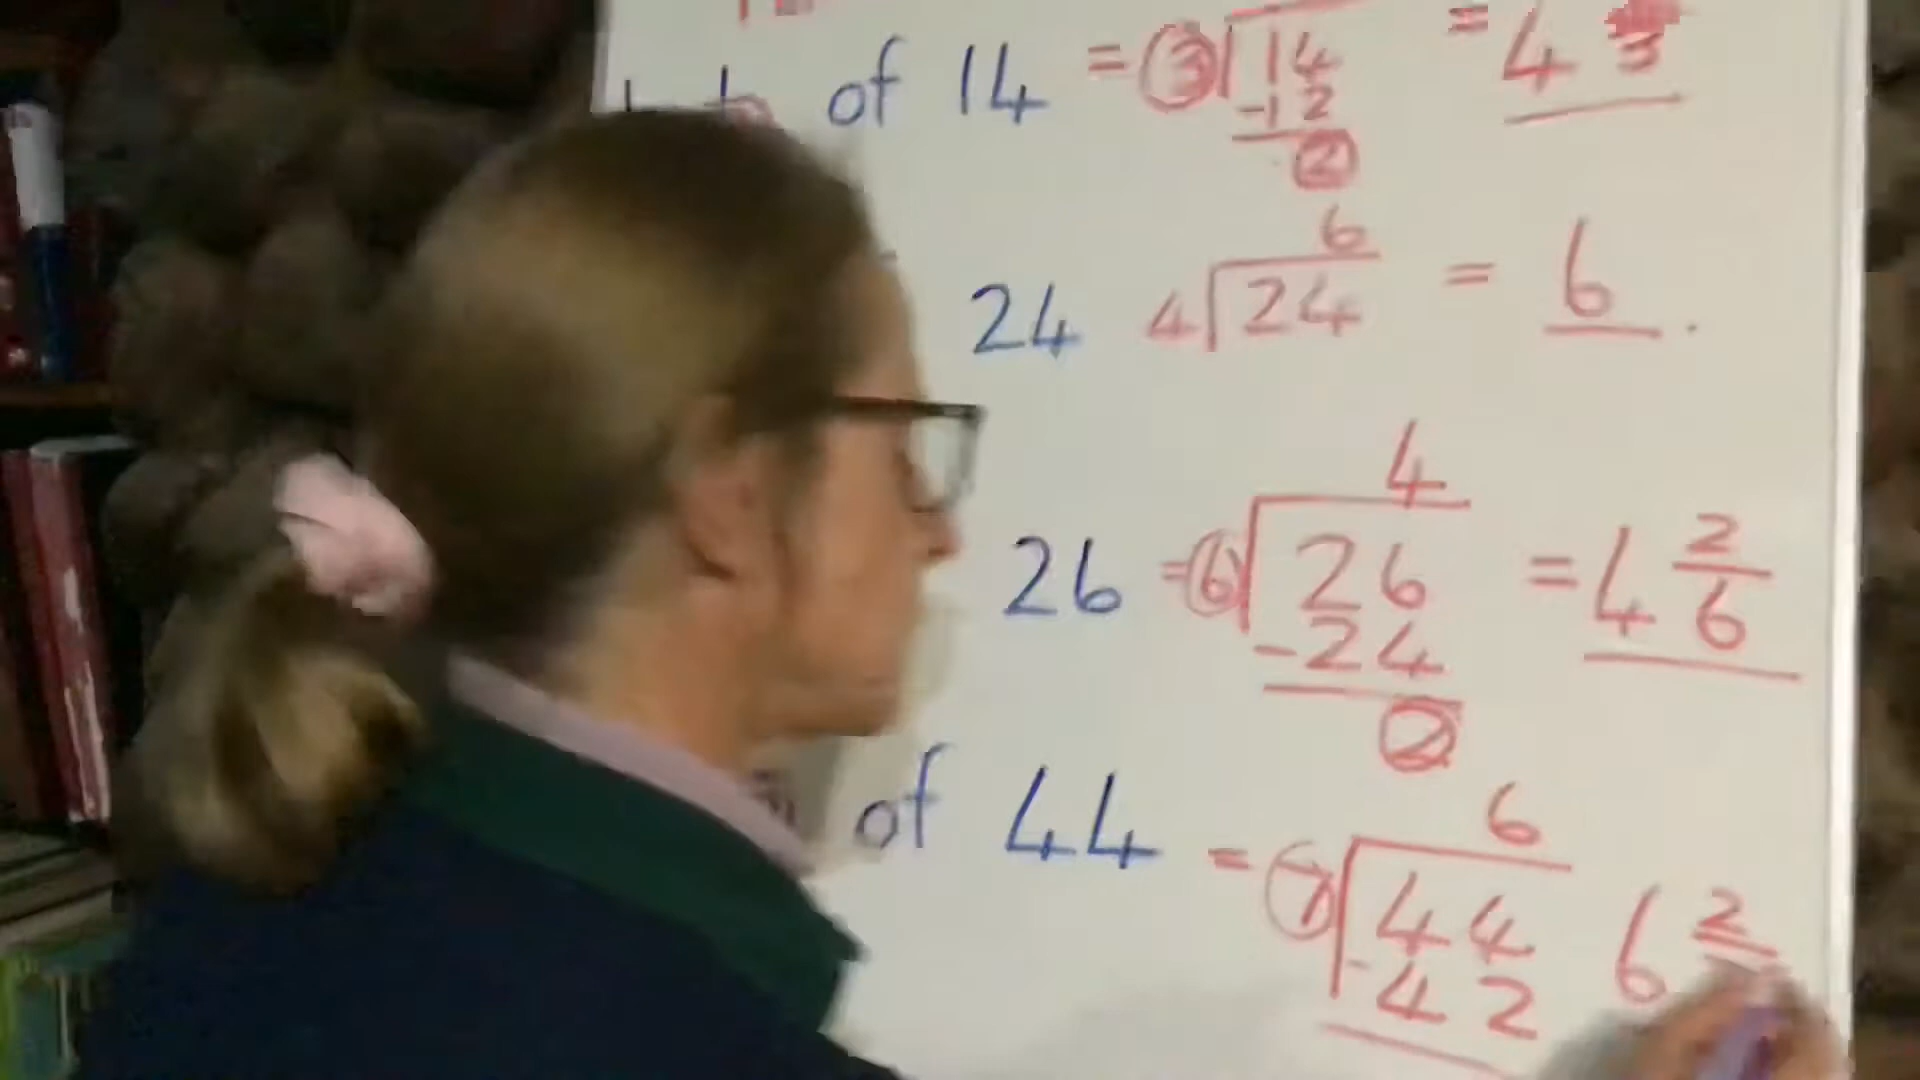 of 14 = 3 14 = 4
-12
2
6
24 4 24 = 6
4
26 = 6 26 = 4 2/6
-24
2
6
of 44 = 7 44 6 2
-42